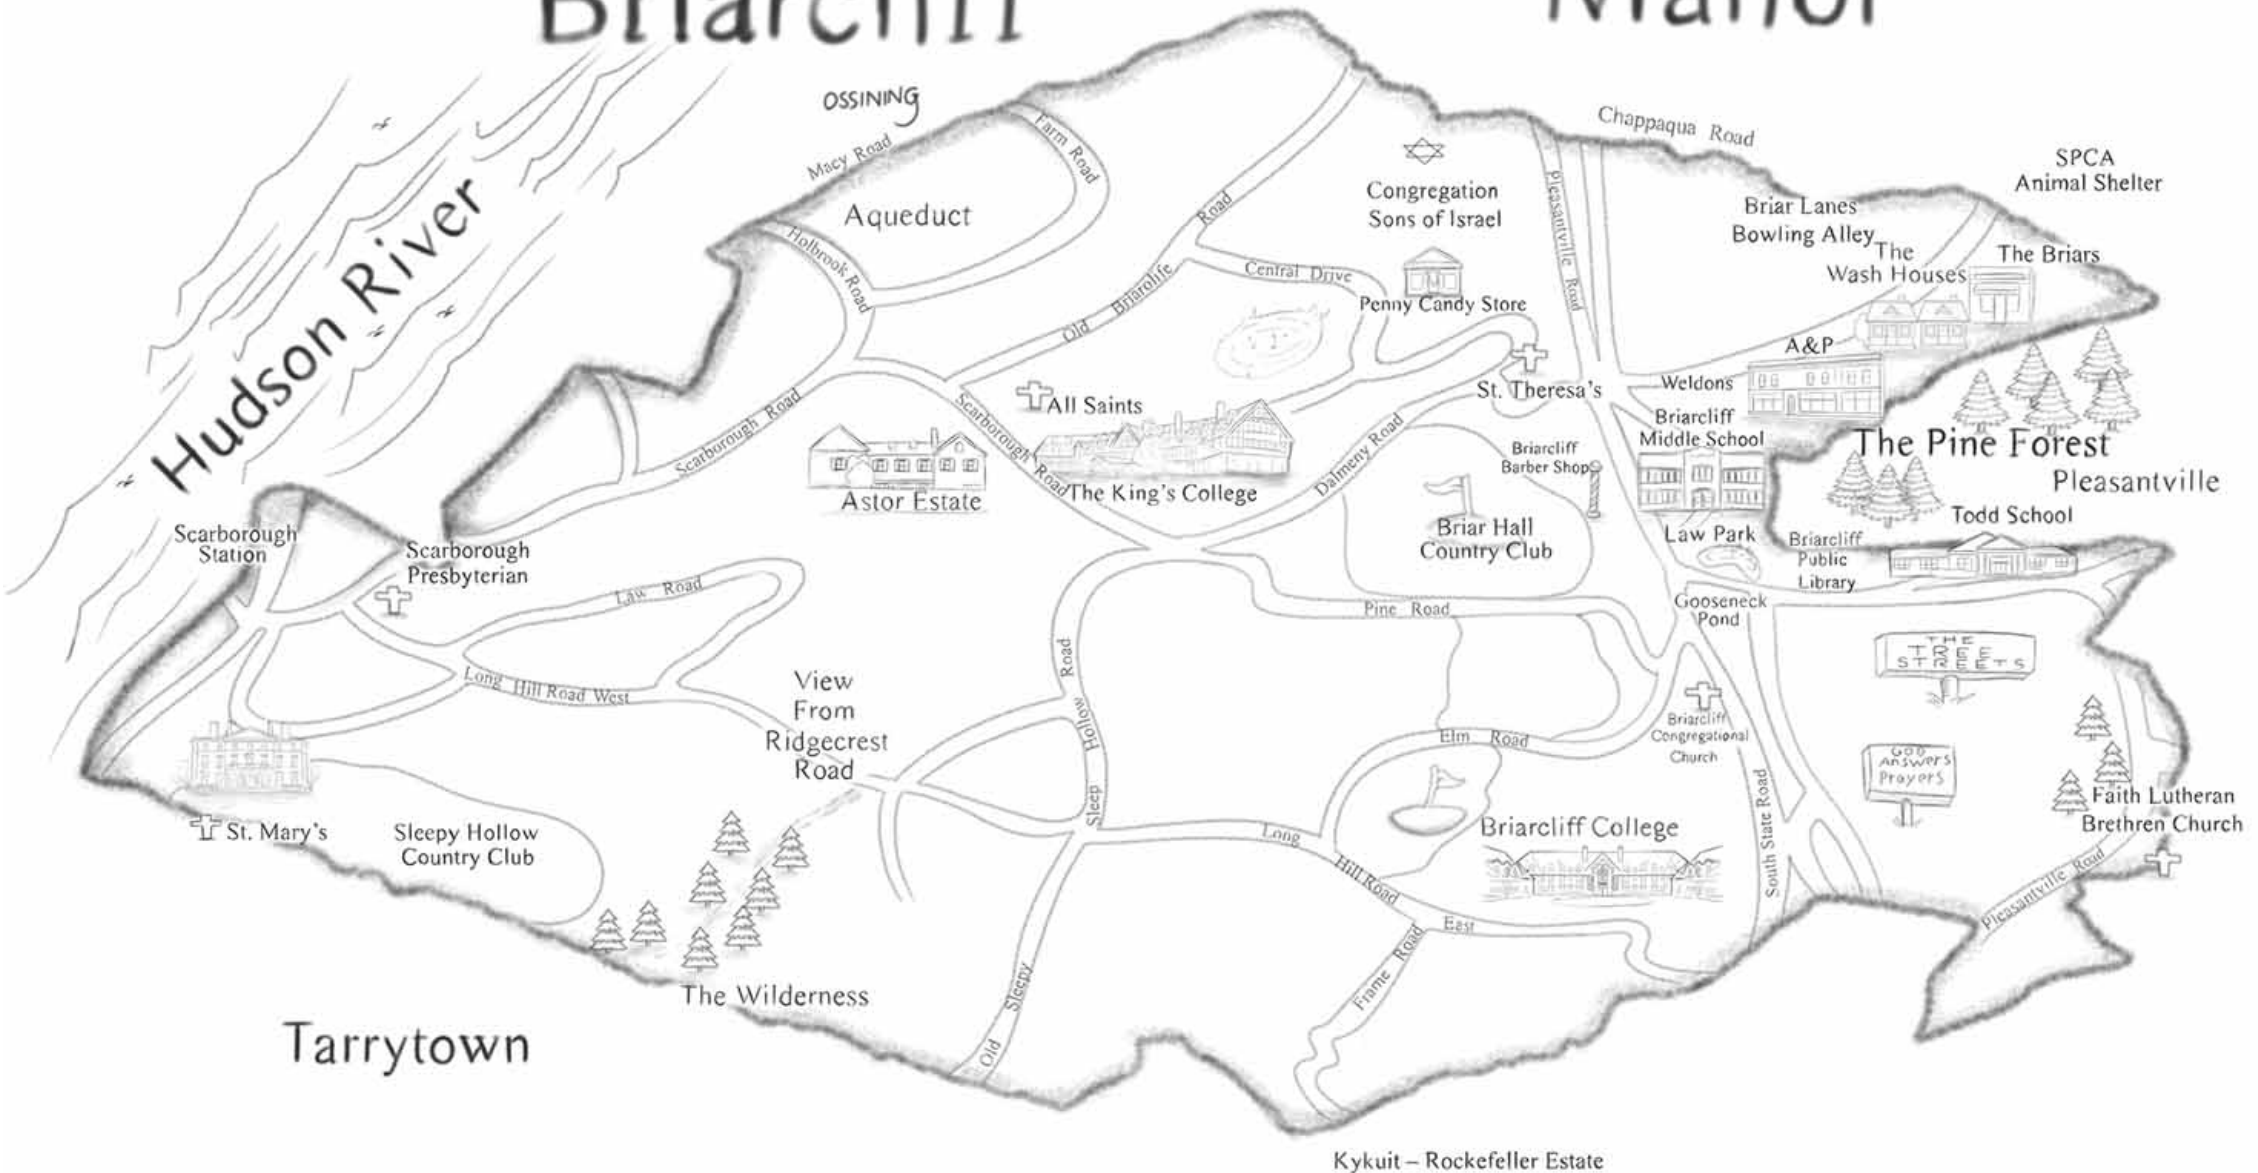 Briarcliff Manor
OSSINING
Macy Road
Farm Road
Chappaqua Road
SPCA
Animal Shelter
Hudson River
Aqueduct
Holbrook Road
Road
Congregation
Sons of Israel
Pleasantville Road
Briar Lanes
Bowling Alley
The
Wash Houses
The Briars
Central Drive
Old Briarolife
Penny Candy Store
A&P
St. Theresa's
Weldons
All Saints
Scarborough Road
Scarborough Road
Astor Estate
The King's College
Dalmeny Road
Briarcliff
Barber Shop
Briarcliff
Middle School
The Pine Forest
Pleasantville
Todd School
Briar Hall
Country Club
Law Park
Briarcliff
Public
Library
Scarborough
Station
Scarborough
Presbyterian
Law Road
Pine Road
Gooseneck
Pond
THE
TREE
STREETS
Long Hill Road West
View
From
Ridgecrest
Road
Road
Hollow
Sleep
Elm Road
Briarcliff
Congregational
Church
GOD
Answers
Prayers
Faith Lutheran
Brethren Church
St. Mary's
Sleepy Hollow
Country Club
Long
Hill Road
East
Briarcliff College
South State Road
Pleasantville Road
Frame Road
Old Sleepy
The Wilderness
Tarrytown
Kykuit – Rockefeller Estate